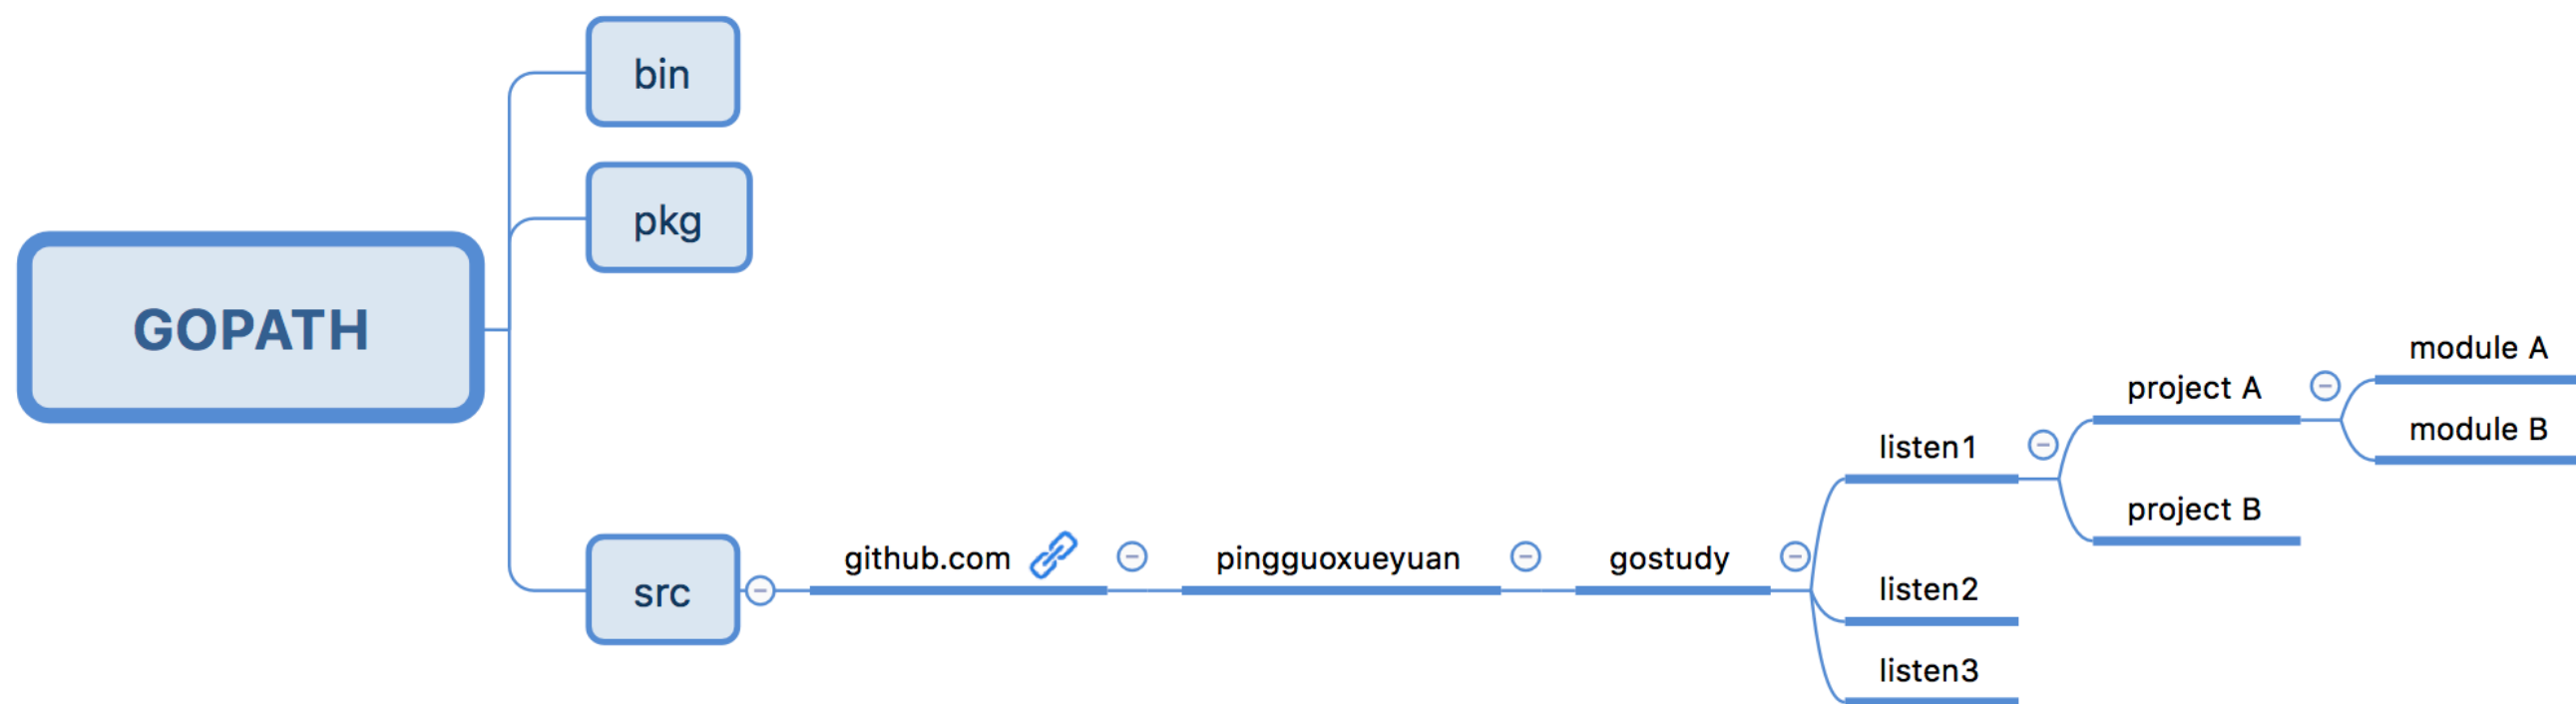 bin
pkg
GOPATH
src
github.com
pingguoxueyuan
gostudy
listen1
project A
module A
module B
project B
listen2
listen3